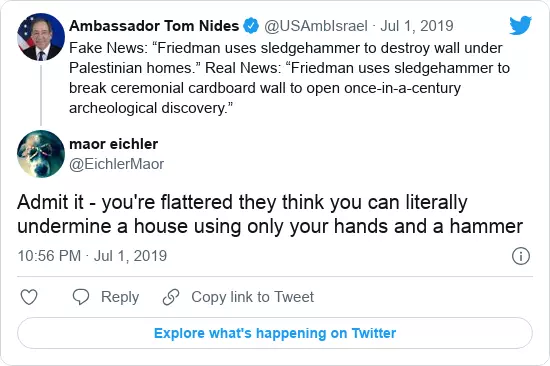 Ambassador Tom Nides @USAmbIsrael · Jul 1, 2019
Fake News: “Friedman uses sledgehammer to destroy wall under
Palestinian homes.” Real News: “Friedman uses sledgehammer to
break ceremonial cardboard wall to open once-in-a-century
archeological discovery.”
maor eichler
@EichlerMaor
Admit it - you're flattered they think you can literally
undermine a house using only your hands and a hammer
10:56 PM · Jul 1, 2019
Reply Copy link to Tweet
Explore what's happening on Twitter